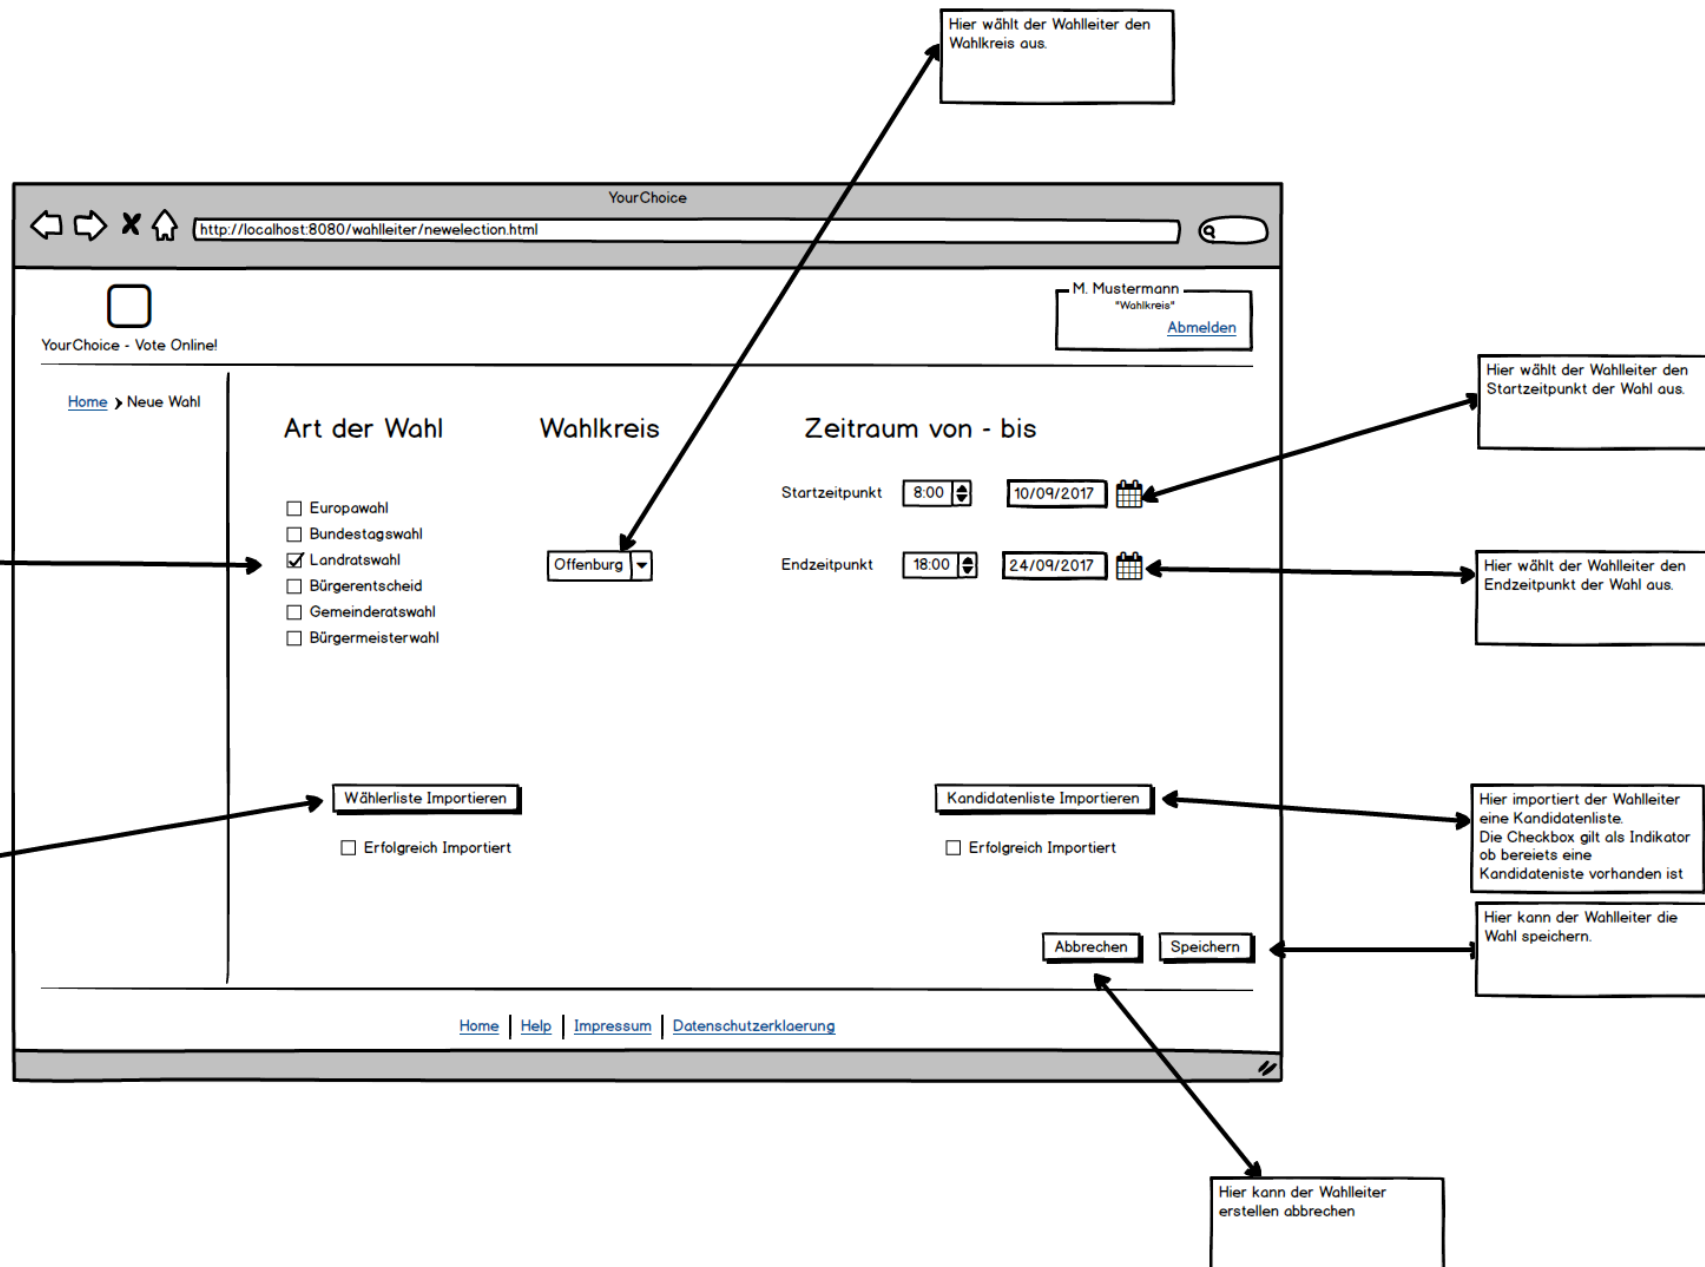 Hier wählt der Wahlleiter den
Wahlkreis aus.
YourChoice
http://localhost:8080/wahlleiter/newelection.html
M. Mustermann
"Wahlkreis"
Abmelden
YourChoice - Vote Online!
Home > Neue Wahl
Art der Wahl
Wahlkreis
Zeitraum von - bis
Europawahl
Bundestagswahl
Landratswahl
Bürgerentscheid
Gemeinderatswahl
Bürgermeisterwahl
Offenburg
Startzeitpunkt 8:00 10/09/2017
Endzeitpunkt 18:00 24/09/2017
Hier wählt der Wahlleiter den
Startzeitpunkt der Wahl aus.
Hier wählt der Wahlleiter den
Endzeitpunkt der Wahl aus.
Wählerliste Importieren
Erfolgreich Importiert
Kandidatenliste Importieren
Erfolgreich Importiert
Hier importiert der Wahlleiter
eine Kandidatenliste.
Die Checkbox gilt als Indikator
ob bereiets eine
Kandidateniste vorhanden ist
Abbrechen
Speichern
Hier kann der Wahlleiter die
Wahl speichern.
Home | Help | Impressum | Datenschutzerklaerung
Hier kann der Wahlleiter
erstellen abbrechen